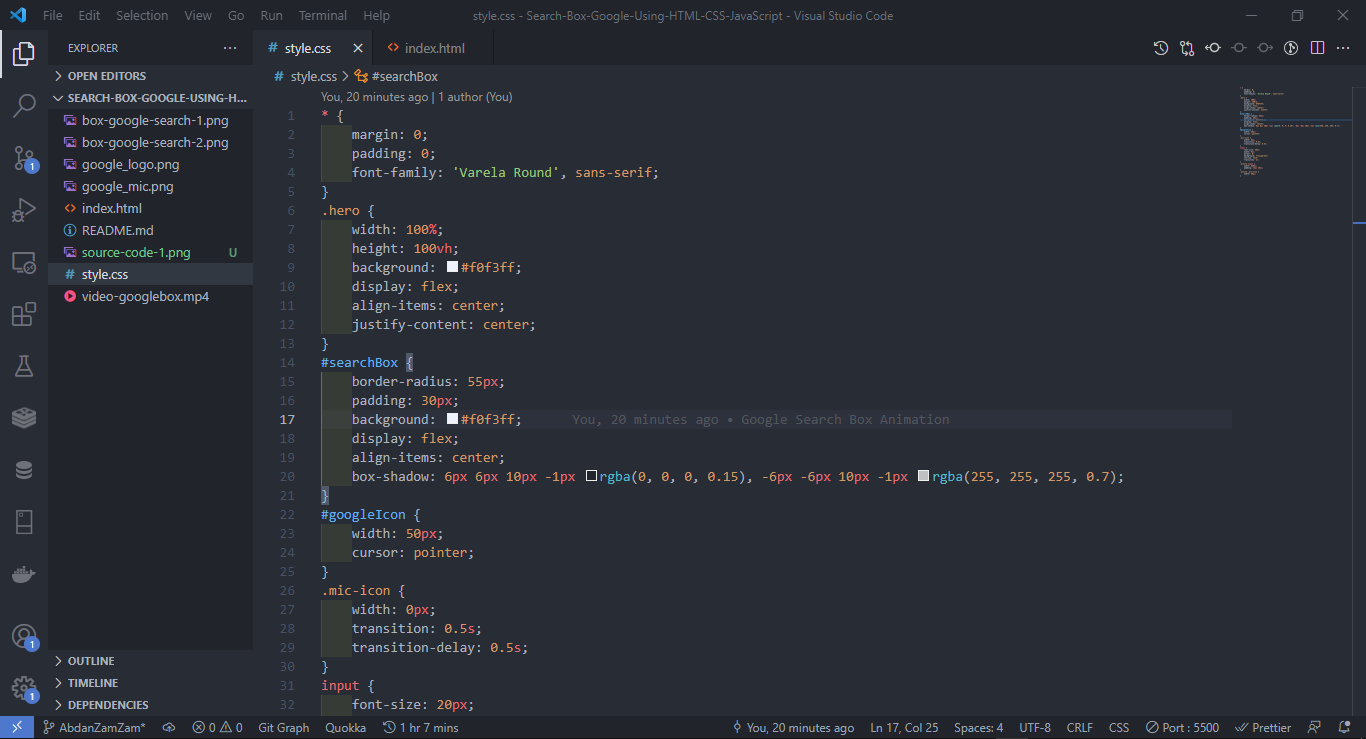 File Edit Selection View Go Run Terminal Help style.css - Search-Box-Google-Using-HTML-CSS-JavaScript - Visual Studio Code
EXPLORER
# style.css
<> index.html
OPEN EDITORS
SEARCH-BOX-GOOGLE-USING-H...
box-google-search-1.png
box-google-search-2.png
google_logo.png
google_mic.png
<> index.html
README.md
source-code-1.png U
# style.css
video-googlebox.mp4
OUTLINE
TIMELINE
DEPENDENCIES
1
1
1
# style.css > #searchBox
You, 20 minutes ago | 1 author (You)
1 * {
2 margin: 0;
3 padding: 0;
4 font-family: 'Varela Round', sans-serif;
5 }
6 .hero {
7 width: 100%;
8 height: 100vh;
9 background: #f0f3ff;
10 display: flex;
11 align-items: center;
12 justify-content: center;
13 }
14 #searchBox {
15 border-radius: 55px;
16 padding: 30px;
17 background: #f0f3ff; You, 20 minutes ago • Google Search Box Animation
18 display: flex;
19 align-items: center;
20 box-shadow: 6px 6px 10px -1px rgba(0, 0, 0, 0.15), -6px -6px 10px -1px rgba(255, 255, 255, 0.7);
21 }
22 #googleIcon {
23 width: 50px;
24 cursor: pointer;
25 }
26 .mic-icon {
27 width: 0px;
28 transition: 0.5s;
29 transition-delay: 0.5s;
30 }
31 input {
32 font-size: 20px;
AbdanZamZam* 0 0 Git Graph Quokka 1 hr 7 mins You, 20 minutes ago Ln 17, Col 25 Spaces: 4 UTF-8 CRLF CSS Port : 5500 Prettier